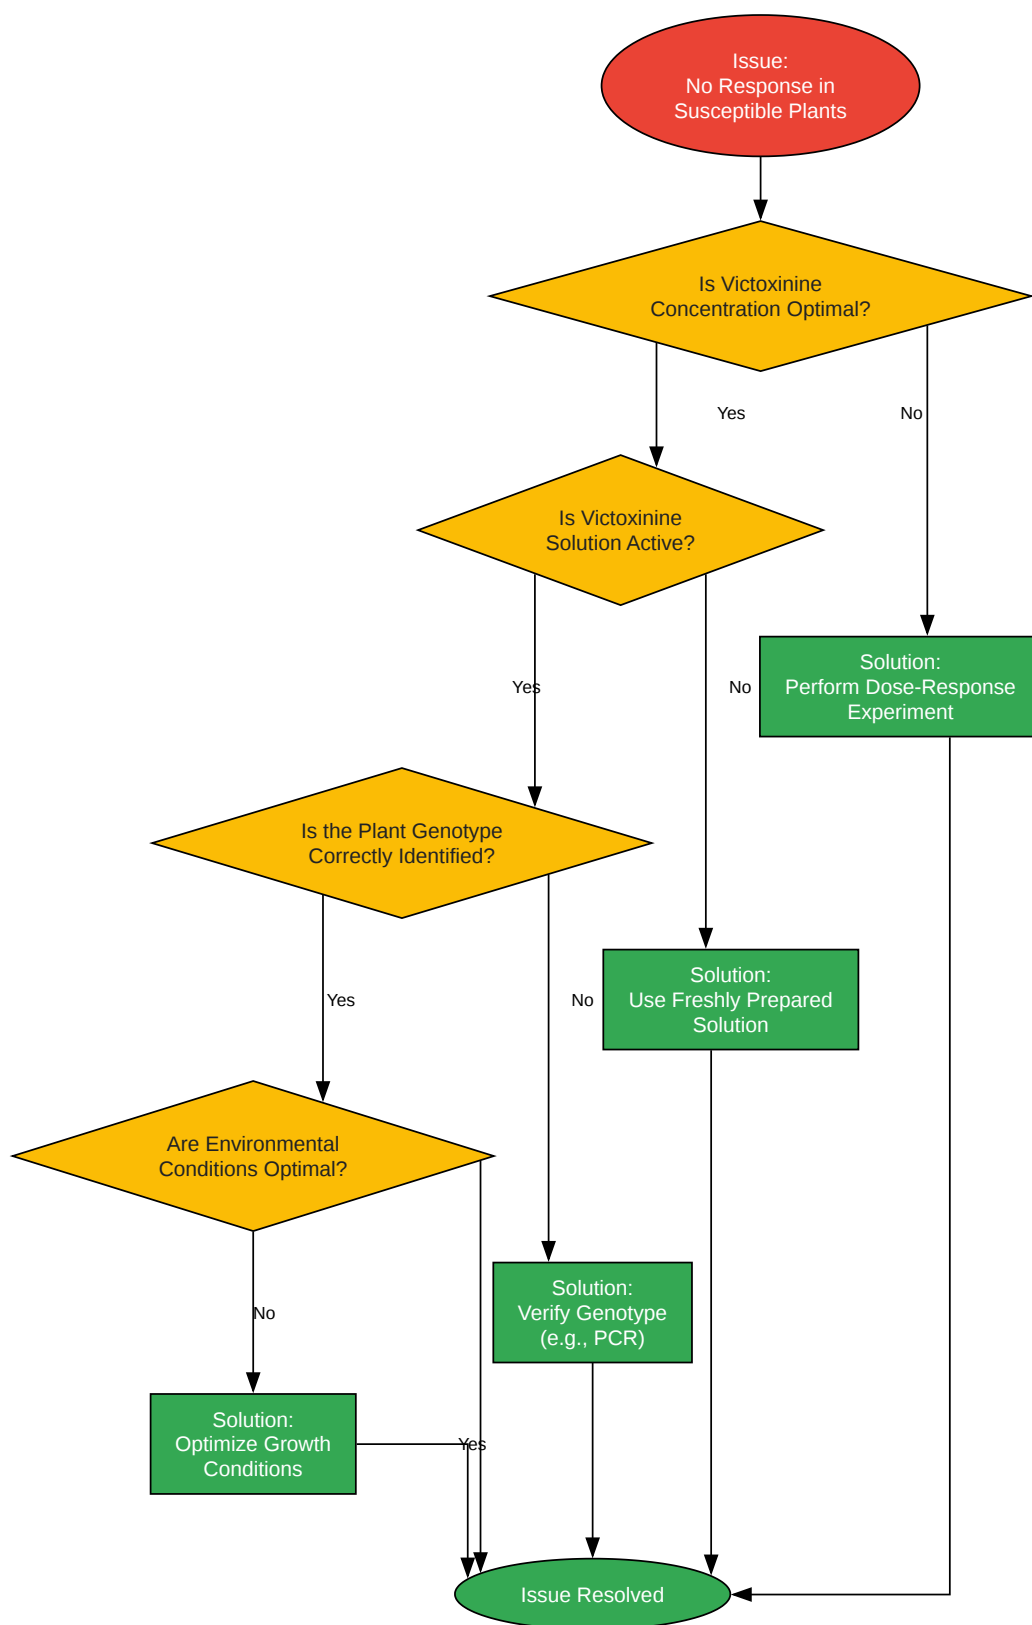 Issue:
No Response in
Susceptible Plants
Is Victoxinine
Concentration Optimal?
Yes
No
Is Victoxinine
Solution Active?
Yes
No
Solution:
Perform Dose-Response
Experiment
Is the Plant Genotype
Correctly Identified?
Yes
No
Solution:
Use Freshly Prepared
Solution
Are Environmental
Conditions Optimal?
No
Solution:
Verify Genotype
(e.g., PCR)
Solution:
Optimize Growth
Conditions
Yes
Issue Resolved